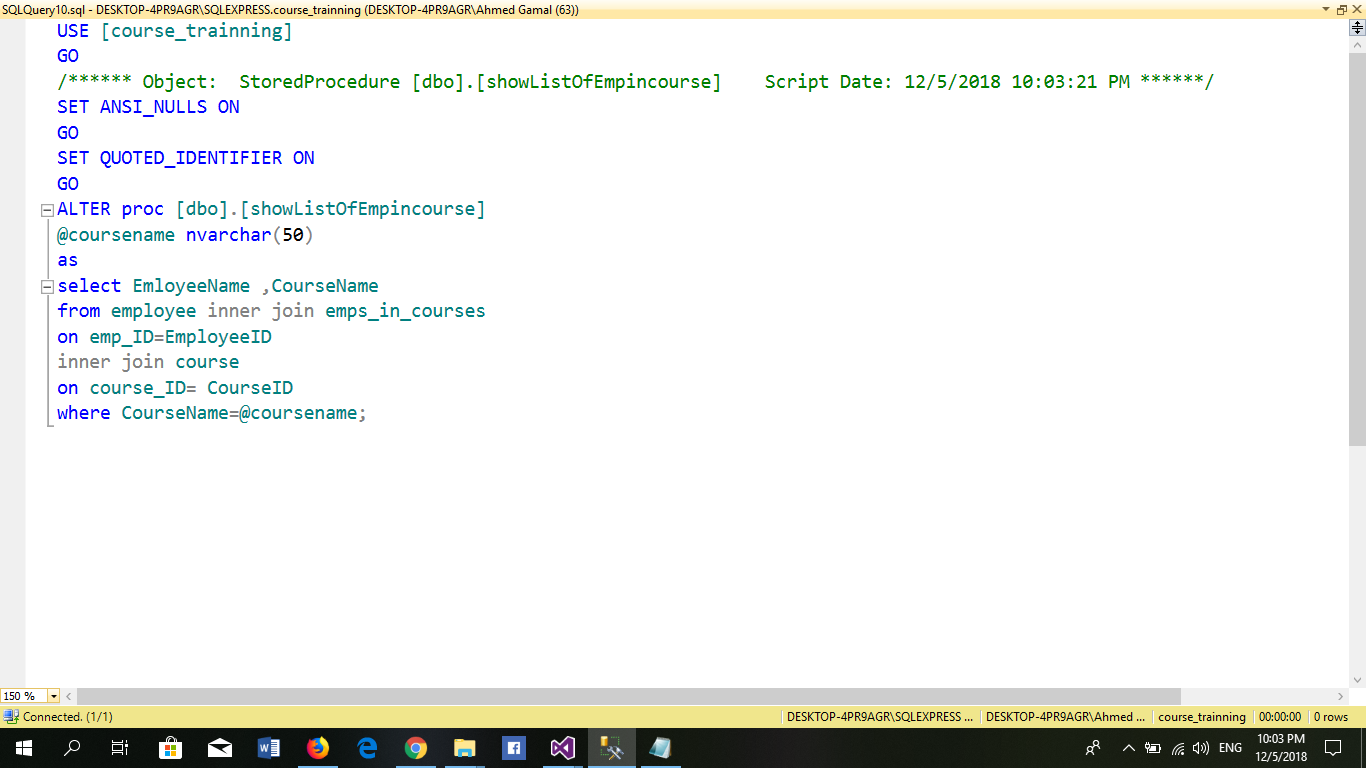 SQLQuery10.sql - DESKTOP-4PR9AGR\SQLEXPRESS.course_trainning (DESKTOP-4PR9AGR\Ahmed Gamal (63))
USE [course_trainning]
GO
/****** Object:  StoredProcedure [dbo].[showListOfEmpincourse]    Script Date: 12/5/2018 10:03:21 PM ******/
SET ANSI_NULLS ON
GO
SET QUOTED_IDENTIFIER ON
GO
ALTER proc [dbo].[showListOfEmpincourse]
@coursename nvarchar(50)
as
select EmloyeeName ,CourseName
from employee inner join emps_in_courses
on emp_ID=EmployeeID
inner join course
on course_ID= CourseID
where CourseName=@coursename;
150 %
Connected. (1/1) DESKTOP-4PR9AGR\SQLEXPRESS ... DESKTOP-4PR9AGR\Ahmed ... course_trainning 00:00:00 0 rows
ENG 10:03 PM
12/5/2018